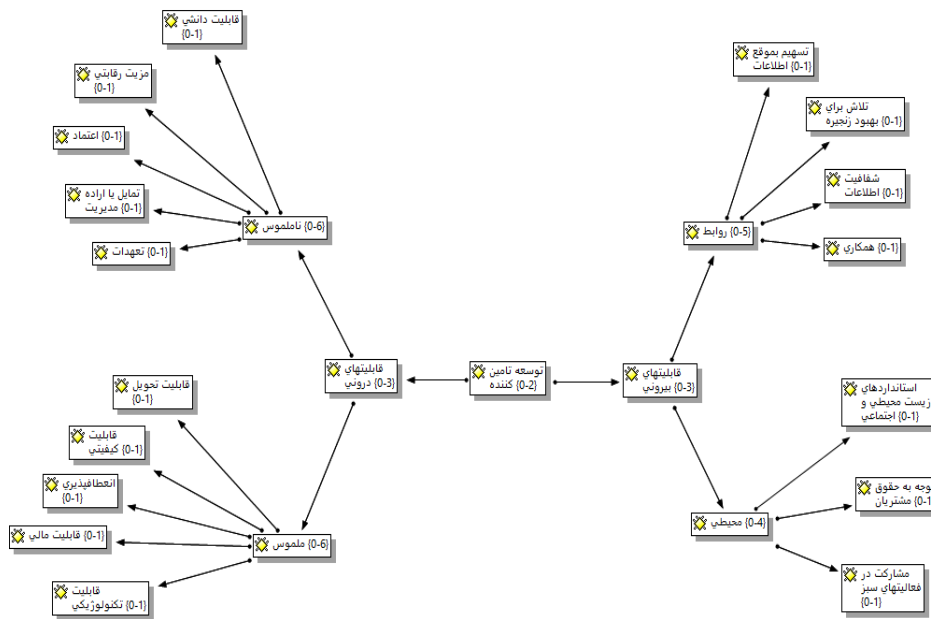 قابليت دانشي
{0-1}
مزيت رقابتي
{0-1}
اعتماد {0-1}
تمايل يا اراده
مديريت {0-1}
تعهدات {0-1}
ناملموس {0-6}
تسهيم بموقع
اطلاعات {0-1}
تلاش براي
بهبود زنجيره {0-1}
شفافيت
اطلاعات {0-1}
همكاري {0-1}
روابط {0-5}
قابليتهاي
دروني {0-3}
توسعه تامين
كننده {0-2}
قابليتهاي
بيروني {0-3}
قابليت تحويل
{0-1}
قابليت
كيفيتي {0-1}
انعطافپذيري
{0-1}
قابليت مالي {0-1}
قابليت
تكنولوژيكي {0-1}
ملموس {0-6}
استانداردهاي
زيست محيطي و
اجتماعي {0-1}
به حقوق
مشتريان
محيطي {0-4}
مشاركت در
فعاليتهاي سبز
{0-1}